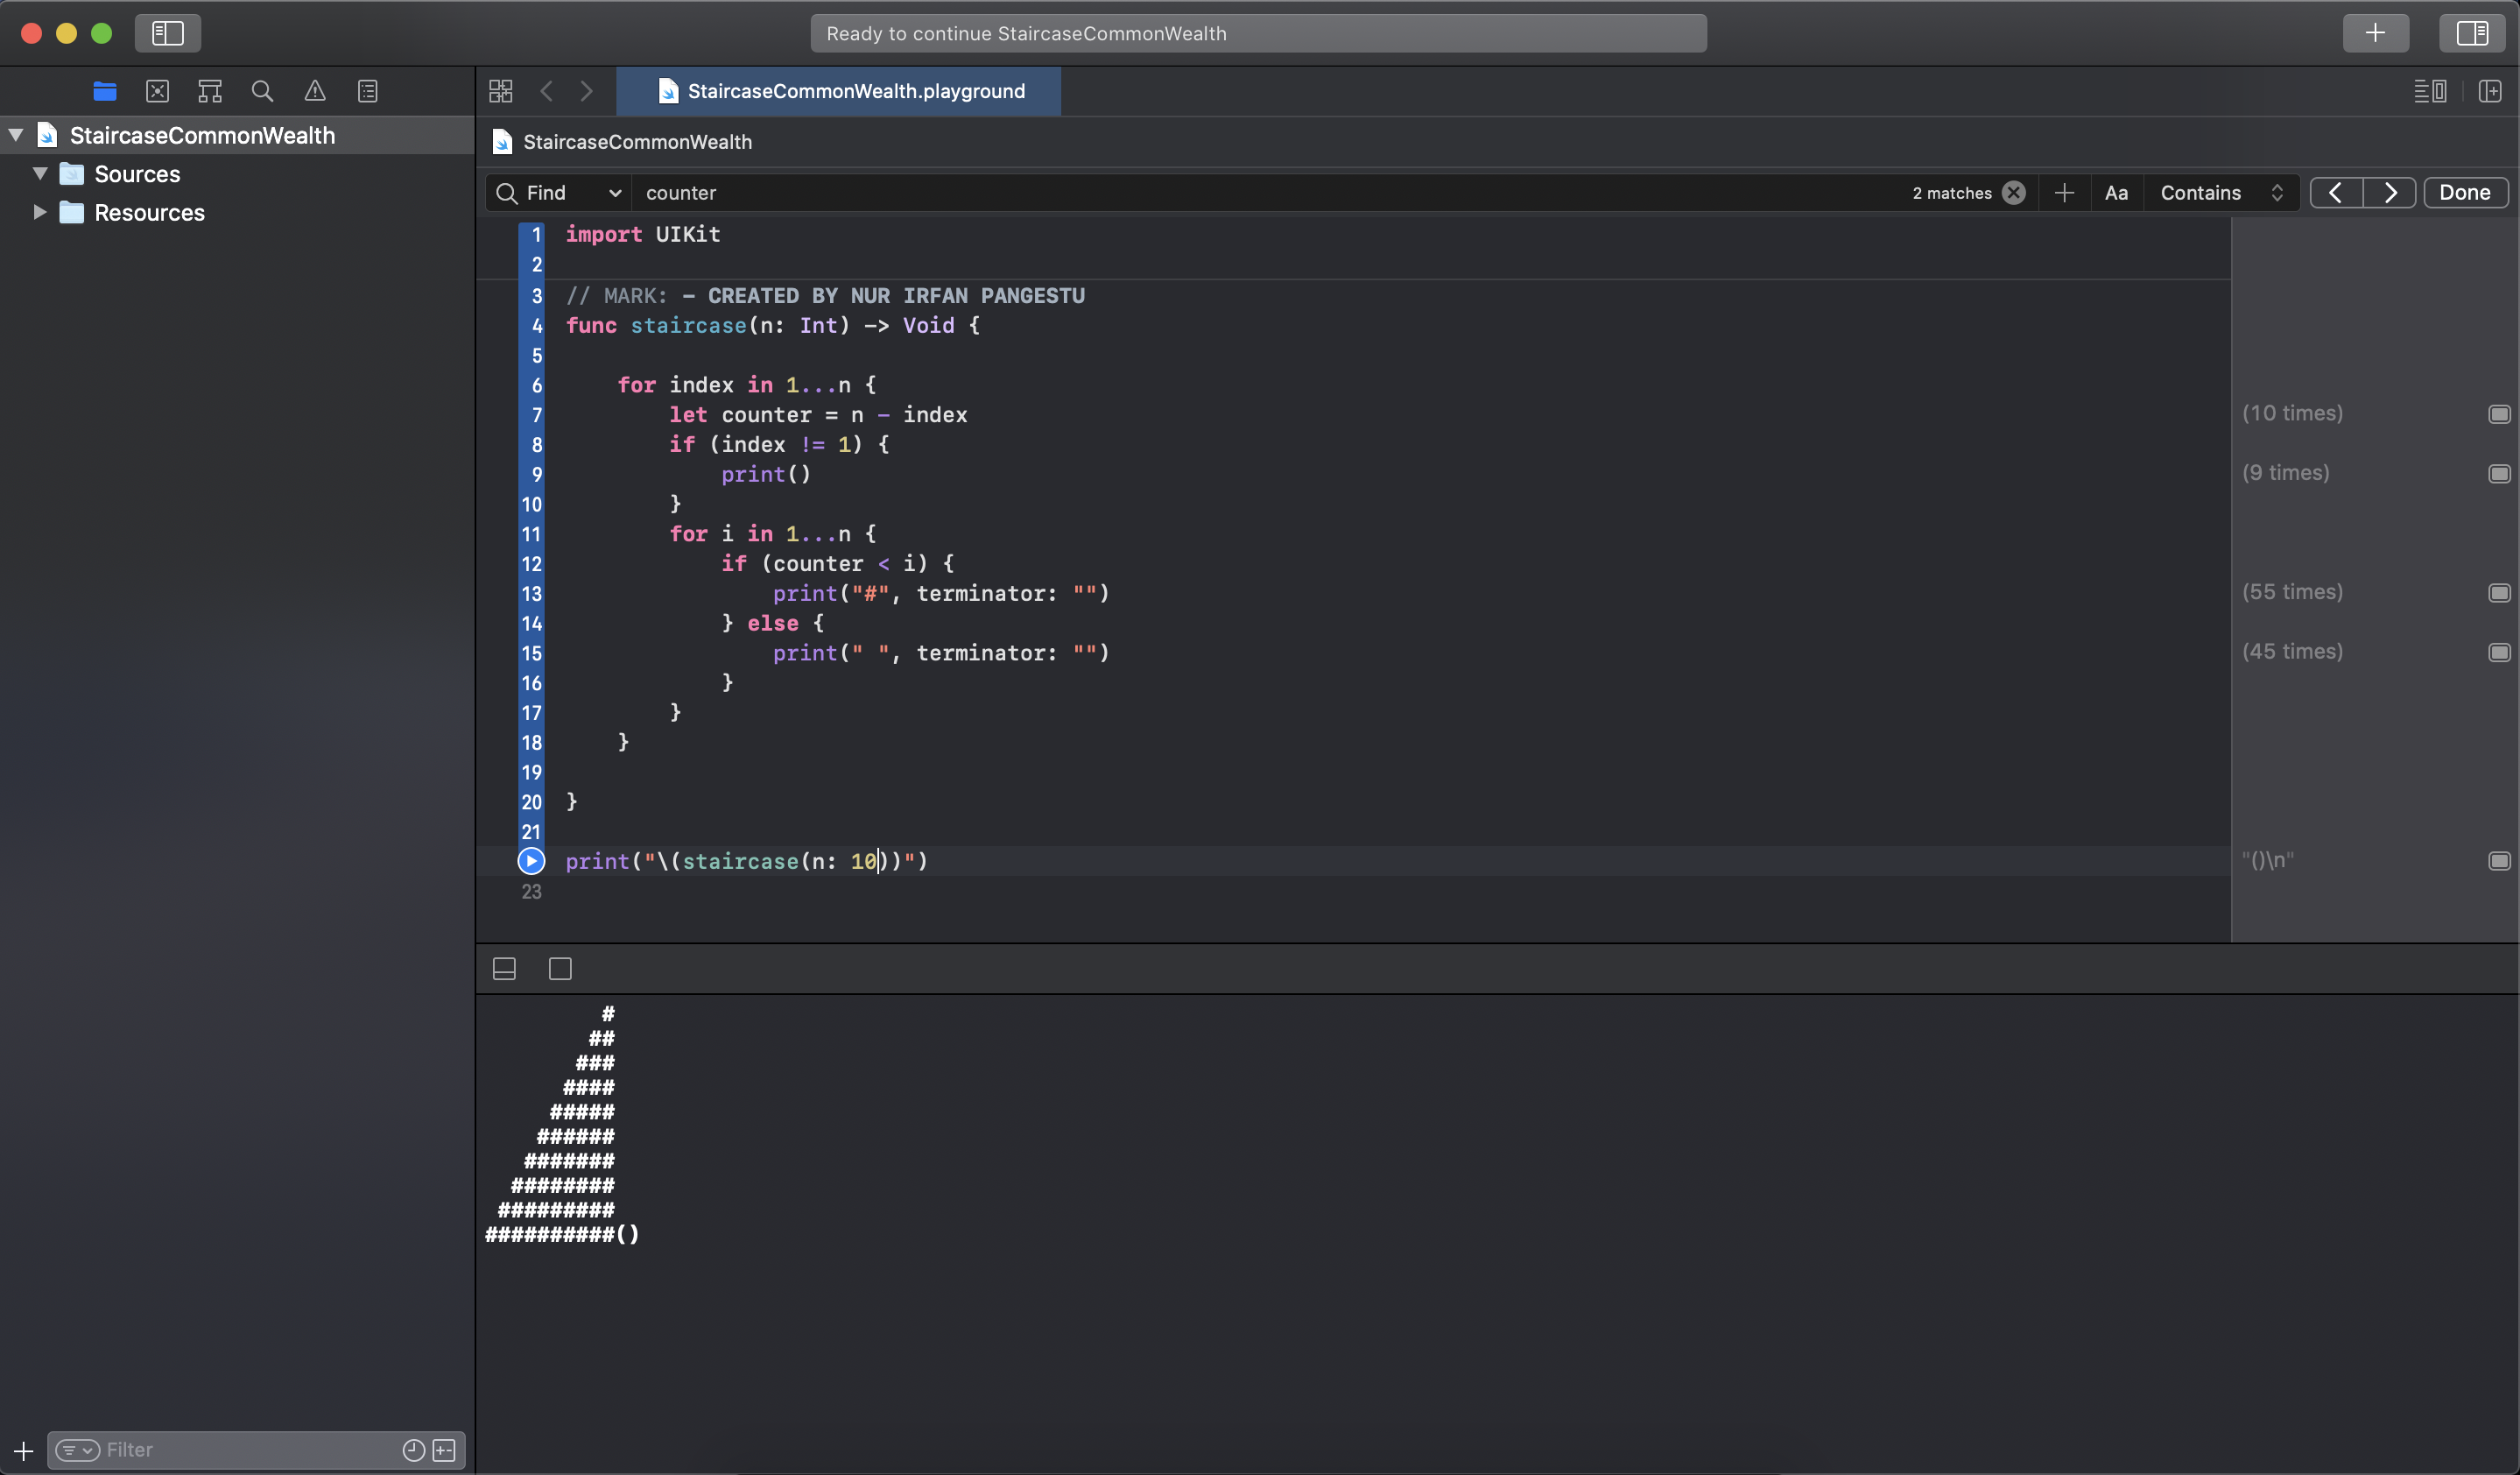 Ready to continue StaircaseCommonWealth
StaircaseCommonWealth.playground
StaircaseCommonWealth
Sources
Resources
StaircaseCommonWealth
Find counter 2 matches Aa Contains Done
1 import UIKit
2
3 // MARK: - CREATED BY NUR IRFAN PANGESTU
4 func staircase(n: Int) -> Void {
5
6     for index in 1...n {
7         let counter = n - index (10 times)
8         if (index != 1) {
9             print() (9 times)
10         }
11         for i in 1...n {
12             if (counter < i) {
13                 print("#", terminator: "") (55 times)
14             } else {
15                 print(" ", terminator: "") (45 times)
16             }
17         }
18     }
19
20 }
21
print("\(staircase(n: 10))") "()\n"
23
         #
        ##
       ###
      ####
     #####
    ######
   #######
  ########
 #########
##########()
Filter